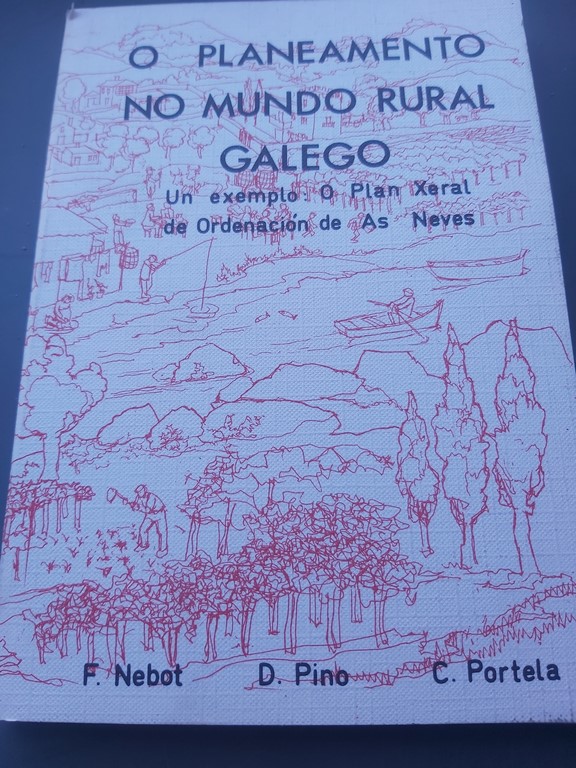 O PLANEAMENTO
NO MUNDO RURAL
GALEGO
Un exemplo: O Plan Xeral
de Ordenación de As Neves
F. Nebot D. Pino C. Portela